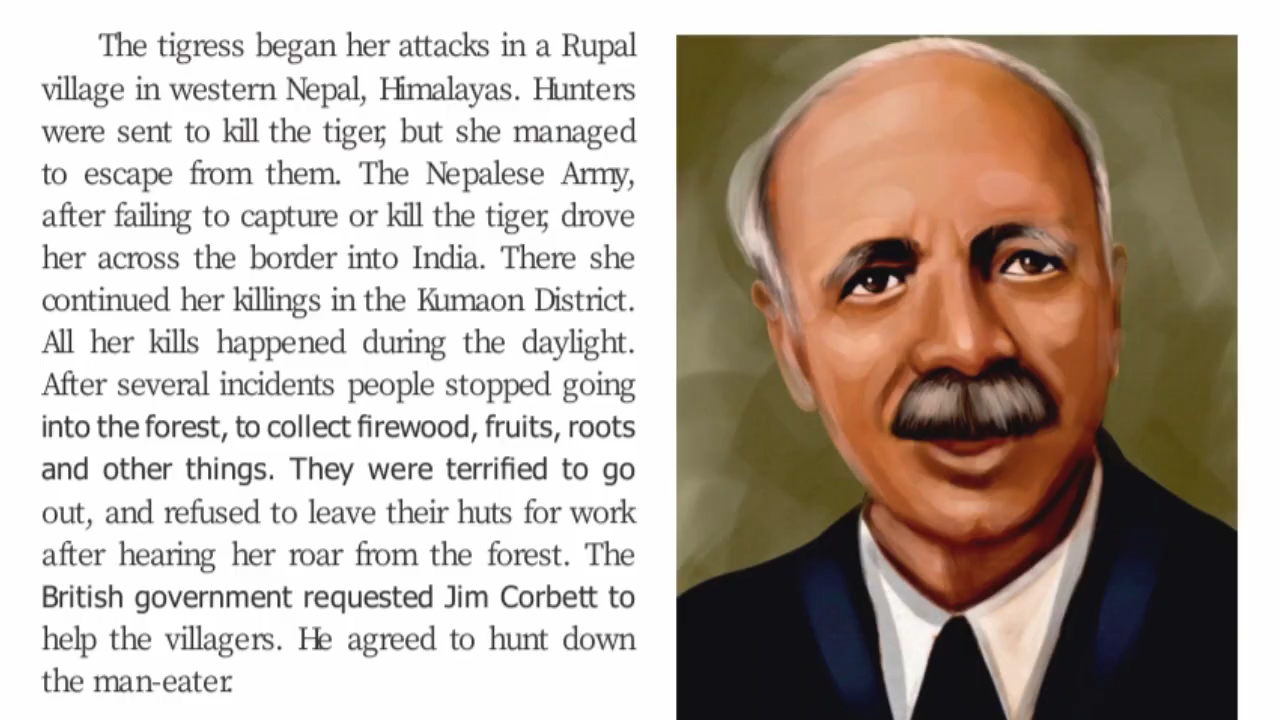 The tigress began her attacks in a Rupal
village in western Nepal, Himalayas. Hunters
were sent to kill the tiger, but she managed
to escape from them. The Nepalese Army,
after failing to capture or kill the tiger, drove
her across the border into India. There she
continued her killings in the Kumaon District.
All her kills happened during the daylight.
After several incidents people stopped going
into the forest, to collect firewood, fruits, roots
and other things. They were terrified to go
out, and refused to leave their huts for work
after hearing her roar from the forest. The
British government requested Jim Corbett to
help the villagers. He agreed to hunt down
the man-eater.